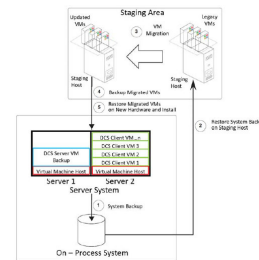 Staging Area
Updated
VMs
Legacy
VMs
3
VM
Migration
Staging
Host
Staging
Host
4
Backup Migrated VMs
5
Restore Migrated VMs
on New Hardware and Install
2
Restore System Back
on Staging Host
DCS Client VM...n
DCS Client VM 3
DCS Client VM 2
DCS Client VM 1
DCS Server VM
Backup
Virtual Machine Host
Virtual Machine Host
Server 1
Server 2
Server System
1
System Backup
On – Process System